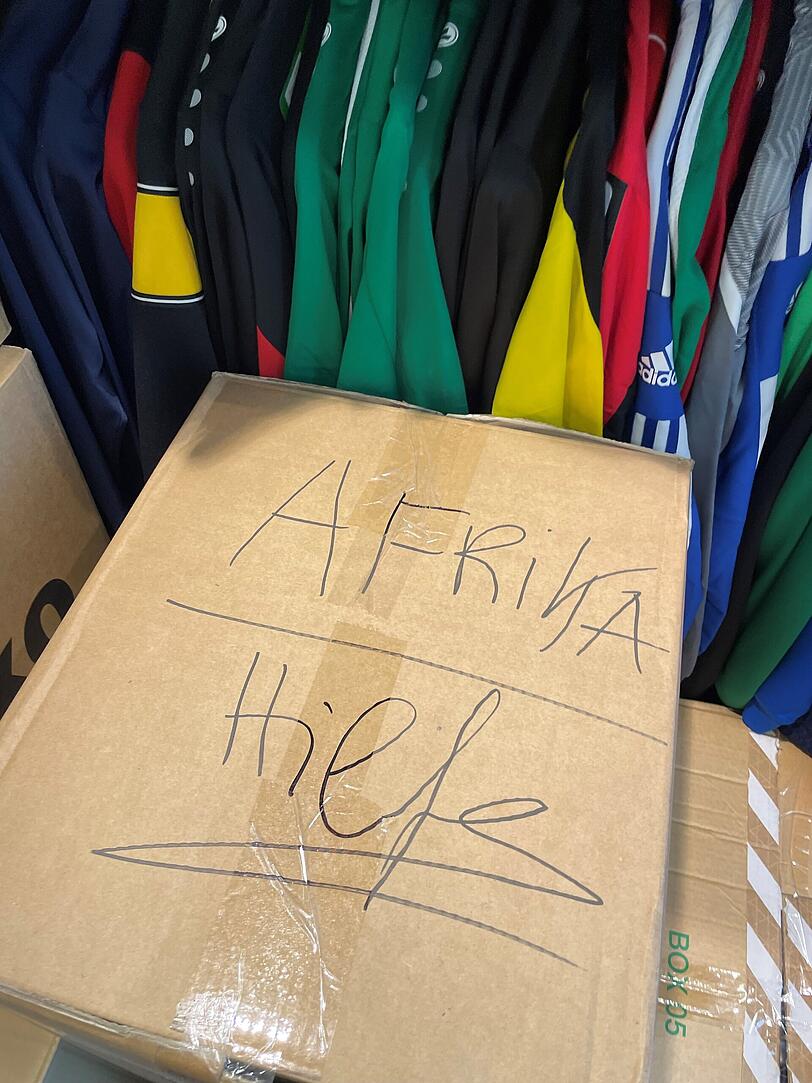 adidas
AFRiKA
Hilfe
BOX 05